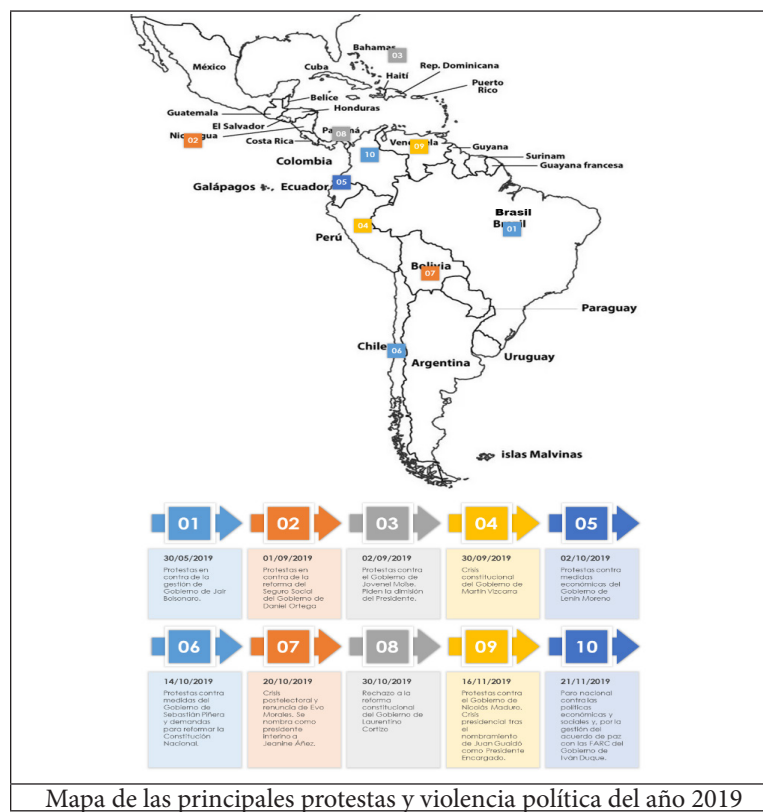 Bahamas
03
México
Cuba
Rep. Dominicana
Haití
Puerto
Rico
Belice
Honduras
Guatemala
El Salvador
Nicaragua
02
Costa Rica
Panamá
08
Venezuela
09
Guyana
Surinam
Guayana francesa
Colombia
10
Galápagos
Ecuador
05
Brasil
Brasil
01
Perú
04
Bolivia
07
Paraguay
Chile
06
Argentina
Uruguay
islas Malvinas
01
02
03
04
05
30/05/2019
Protestas en
contra de la
gestión de
Gobierno de Jair
Bolsonaro.
01/09/2019
Protestas en
contra de la
reforma del
Seguro Social
del Gobierno de
Daniel Ortega
02/09/2019
Protestas contra
el Gobierno de
Jovenel Moïse.
Piden la dimisión
del Presidente.
30/09/2019
Crisis
constitucional
del Gobierno de
Martín Vizcarra
02/10/2019
Protestas contra
medidas
económicas del
Gobierno de
Lenín Moreno
06
07
08
09
10
14/10/2019
Protestas contra
medidas del
Gobierno de
Sebastián Piñera
y demandas
para reformar la
Constitución
Nacional.
20/10/2019
Crisis
postelectoral y
renuncia de Evo
Morales. Se
nombra como
presidente
interino a
Jeanine Áñez.
30/10/2019
Rechazo a la
reforma
constitucional
del Gobierno de
Laurentino
Cortizo
16/11/2019
Protestas contra
el Gobierno de
Nicolás Maduro.
Crisis
presidencial tras
el
nombramiento
de Juan Guaidó
como Presidente
Encargado.
21/11/2019
Paro nacional
contra las
políticas
económicas y
sociales y, por la
gestión del
acuerdo de paz
con las FARC del
Gobierno de
Iván Duque.
Mapa de las principales protestas y violencia política del año 2019